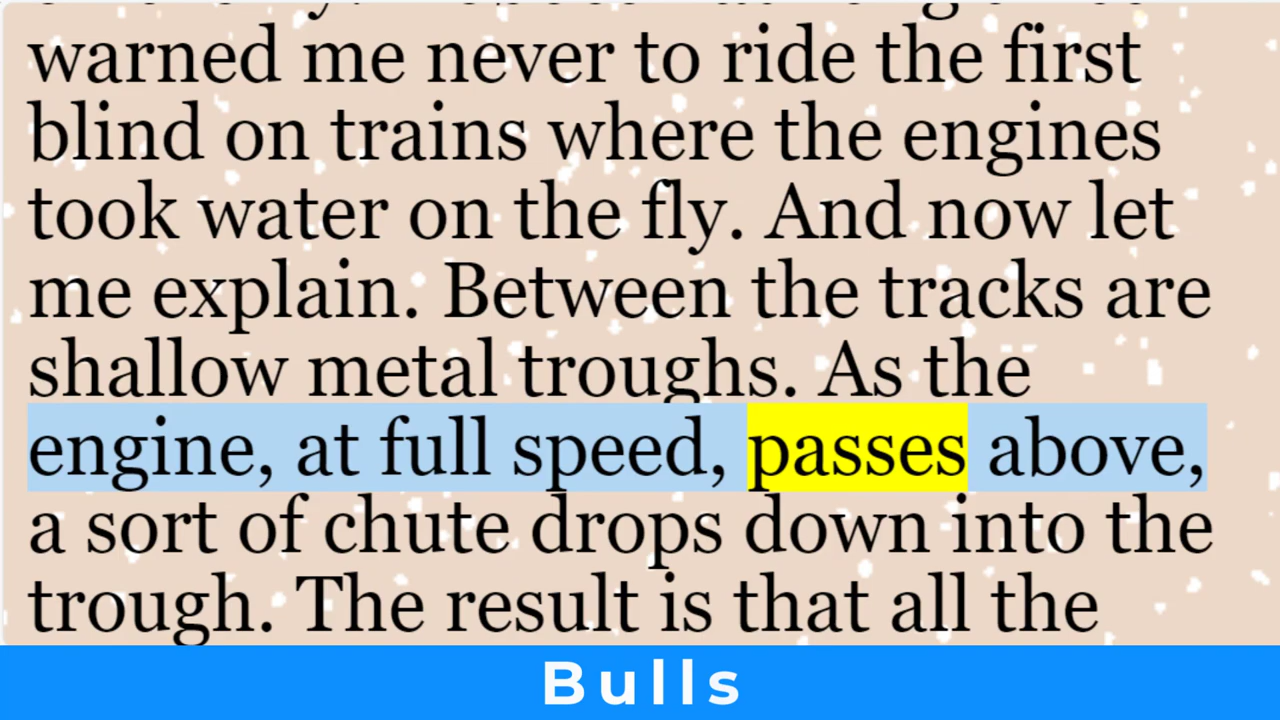 warned me never to ride the first
blind on trains where the engines
took water on the fly. And now let
me explain. Between the tracks are
shallow metal troughs. As the
engine, at full speed, passes above,
a sort of chute drops down into the
trough. The result is that all the
Bulls